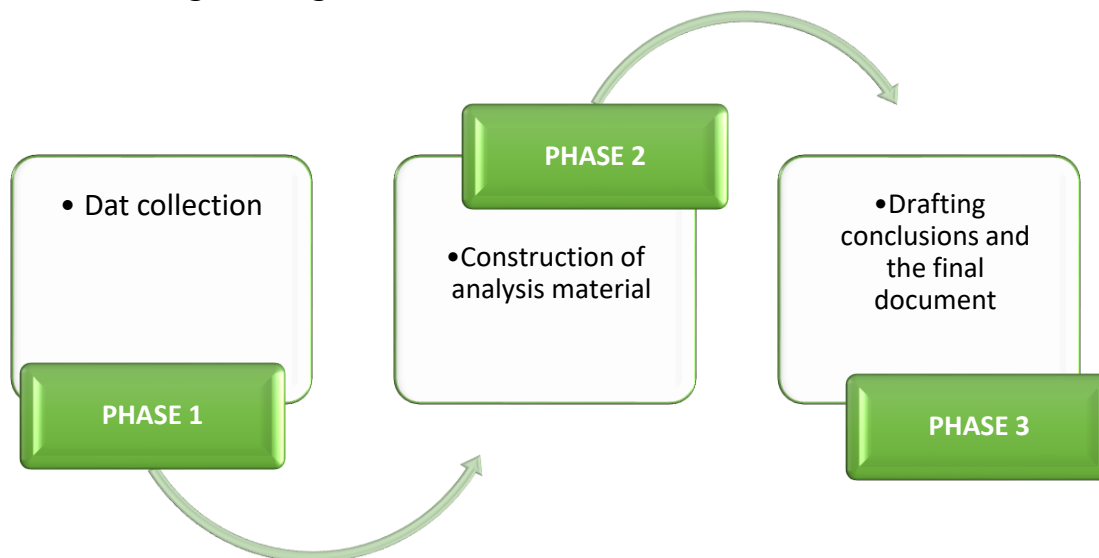 • Dat collection
PHASE 1
PHASE 2
•Construction of
analysis material
•Drafting
conclusions and
the final
document
PHASE 3